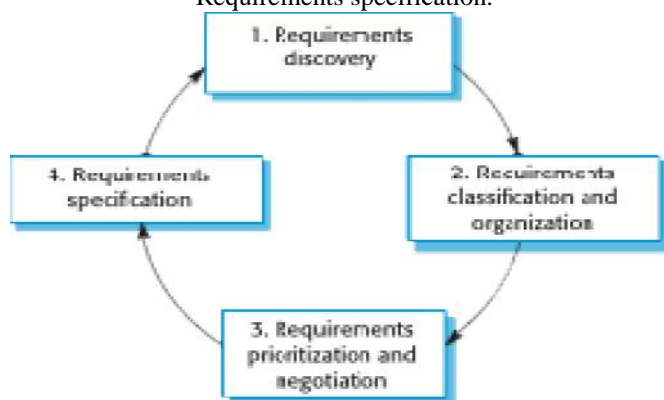 Requirements specification.
1. Requirements
discovery
2. Requirements
classification and
organization
3. Requirements
prioritization and
negotiation
4. Requirements
specification